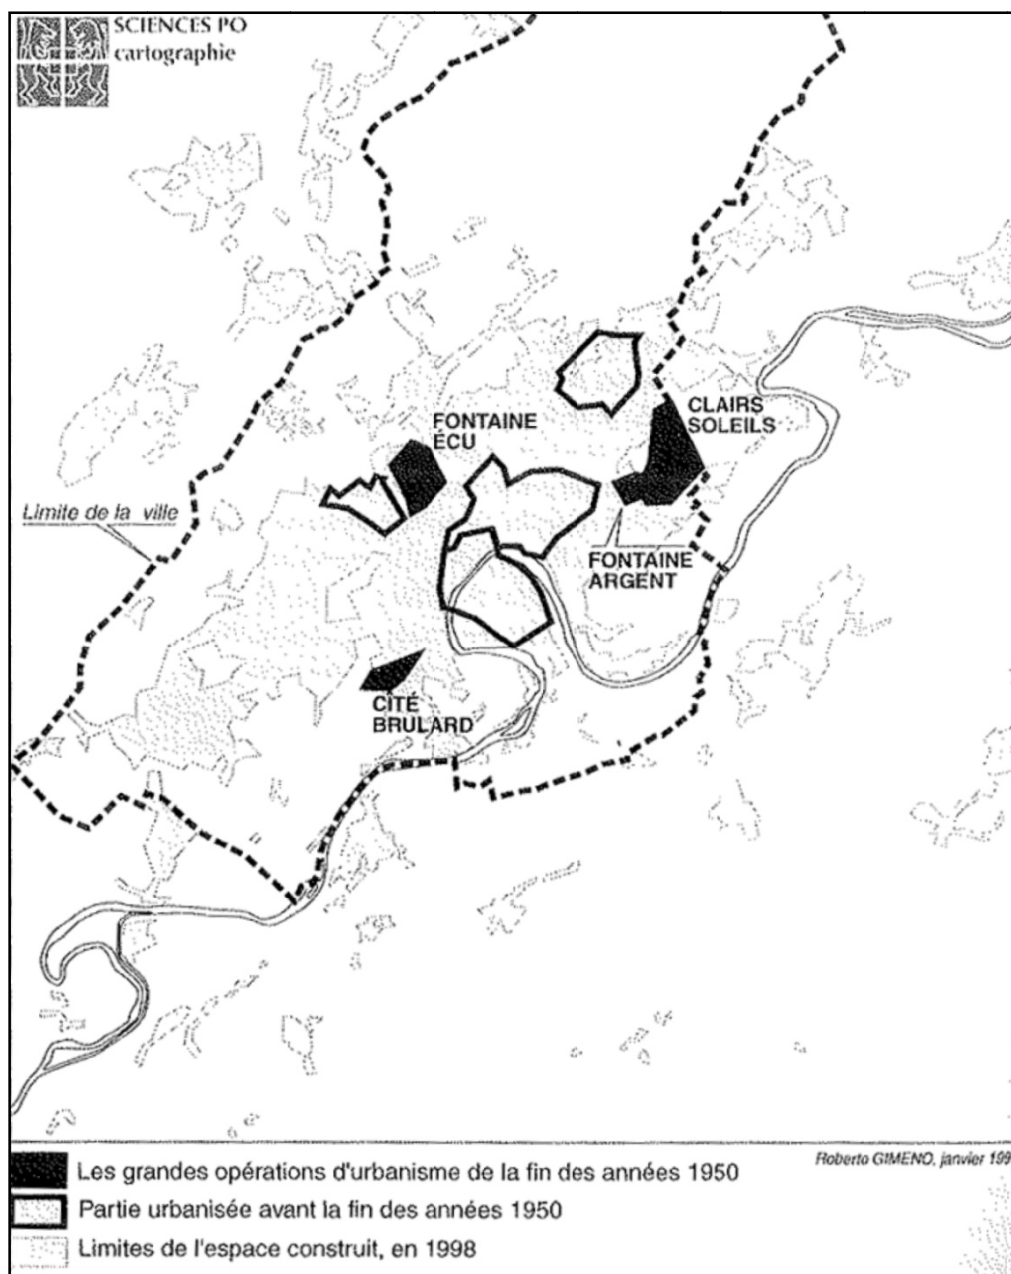 SCIENCES PO
cartographie
CLAIRS
SOLEILS
FONTAINE
ÉCU
Limite de la ville
FONTAINE
ARGENT
CITÉ
BRULARD
Roberto GIMENO, janvier 199
Les grandes opérations d'urbanisme de la fin des années 1950
Partie urbanisée avant la fin des années 1950
Limites de l'espace construit, en 1998